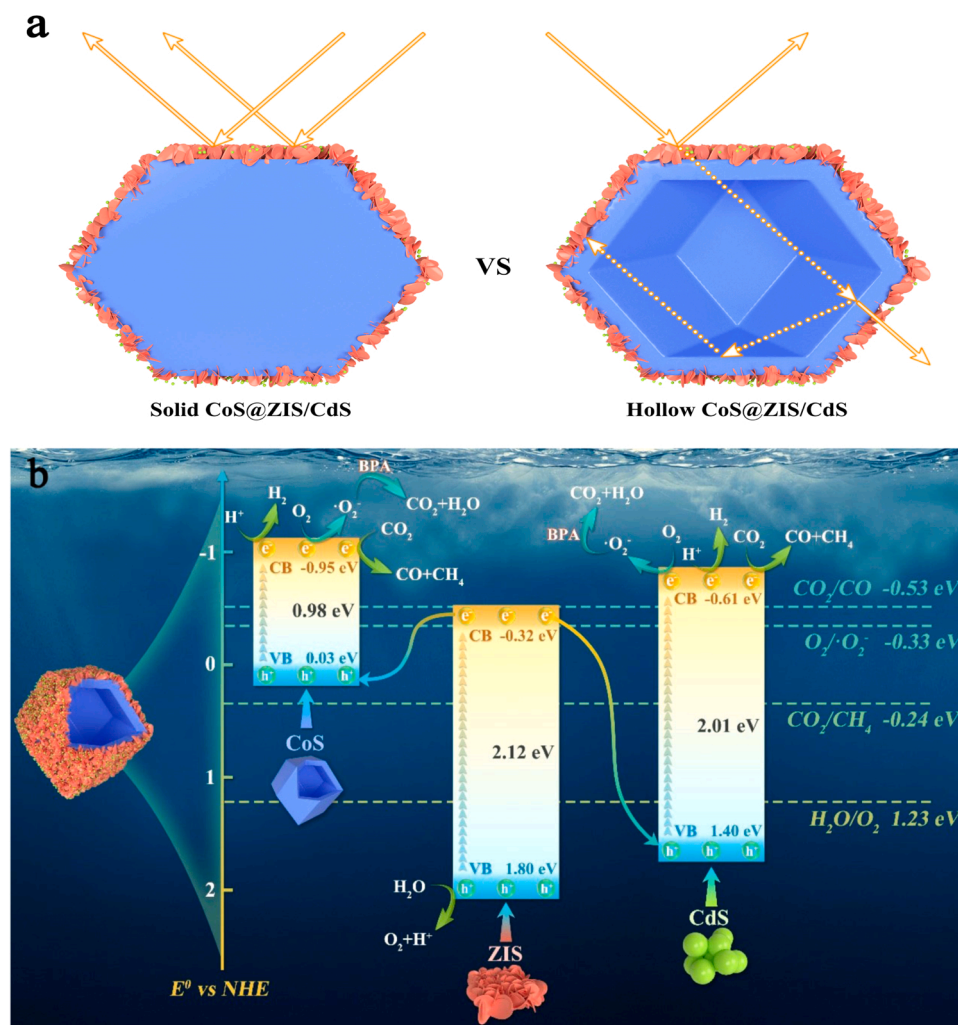 a
VS
Solid CoS@ZIS/CdS
Hollow CoS@ZIS/CdS
b
BPA
H₂
O₂
·O₂⁻
CO₂+H₂O
H⁺
CO₂
CO+CH₄
CO₂+H₂O
BPA
·O₂⁻
O₂
H⁺
H₂
CO₂
CO+CH₄
-1
e⁻ e⁻ e⁻
CB -0.95 eV
0.98 eV
VB 0.03 eV
h⁺ h⁺ h⁺
CoS
0
1
2
E⁰ vs NHE
e⁻ e⁻ e⁻
CB -0.32 eV
2.12 eV
VB 1.80 eV
h⁺ h⁺ h⁺
H₂O
O₂+H⁺
ZIS
e⁻ e⁻ e⁻
CB -0.61 eV
2.01 eV
VB 1.40 eV
h⁺ h⁺ h⁺
CdS
CO₂/CO -0.53 eV
O₂/·O₂⁻ -0.33 eV
CO₂/CH₄ -0.24 eV
H₂O/O₂ 1.23 eV